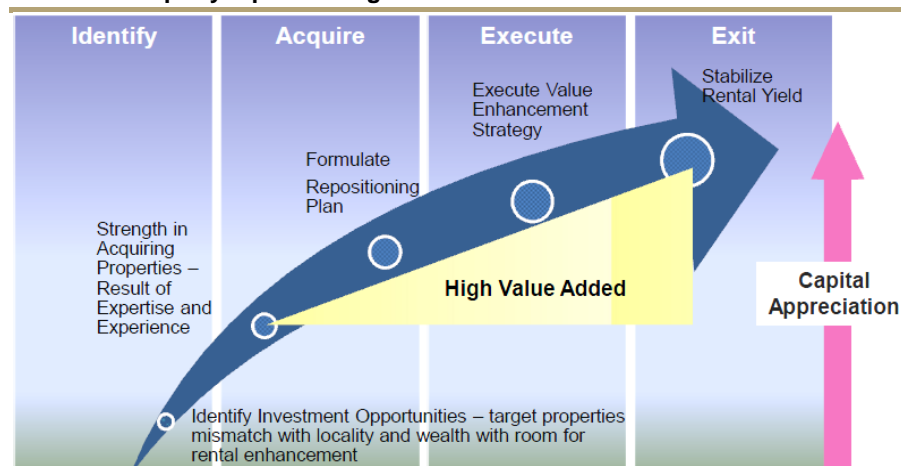 Identify
Acquire
Execute
Exit
Stabilize
Rental Yield
Execute Value
Enhancement
Strategy
Formulate
Repositioning
Plan
Strength in
Acquiring
Properties –
Result of
Expertise and
Experience
High Value Added
Capital
Appreciation
Identify Investment Opportunities – target properties
mismatch with locality and wealth with room for
rental enhancement